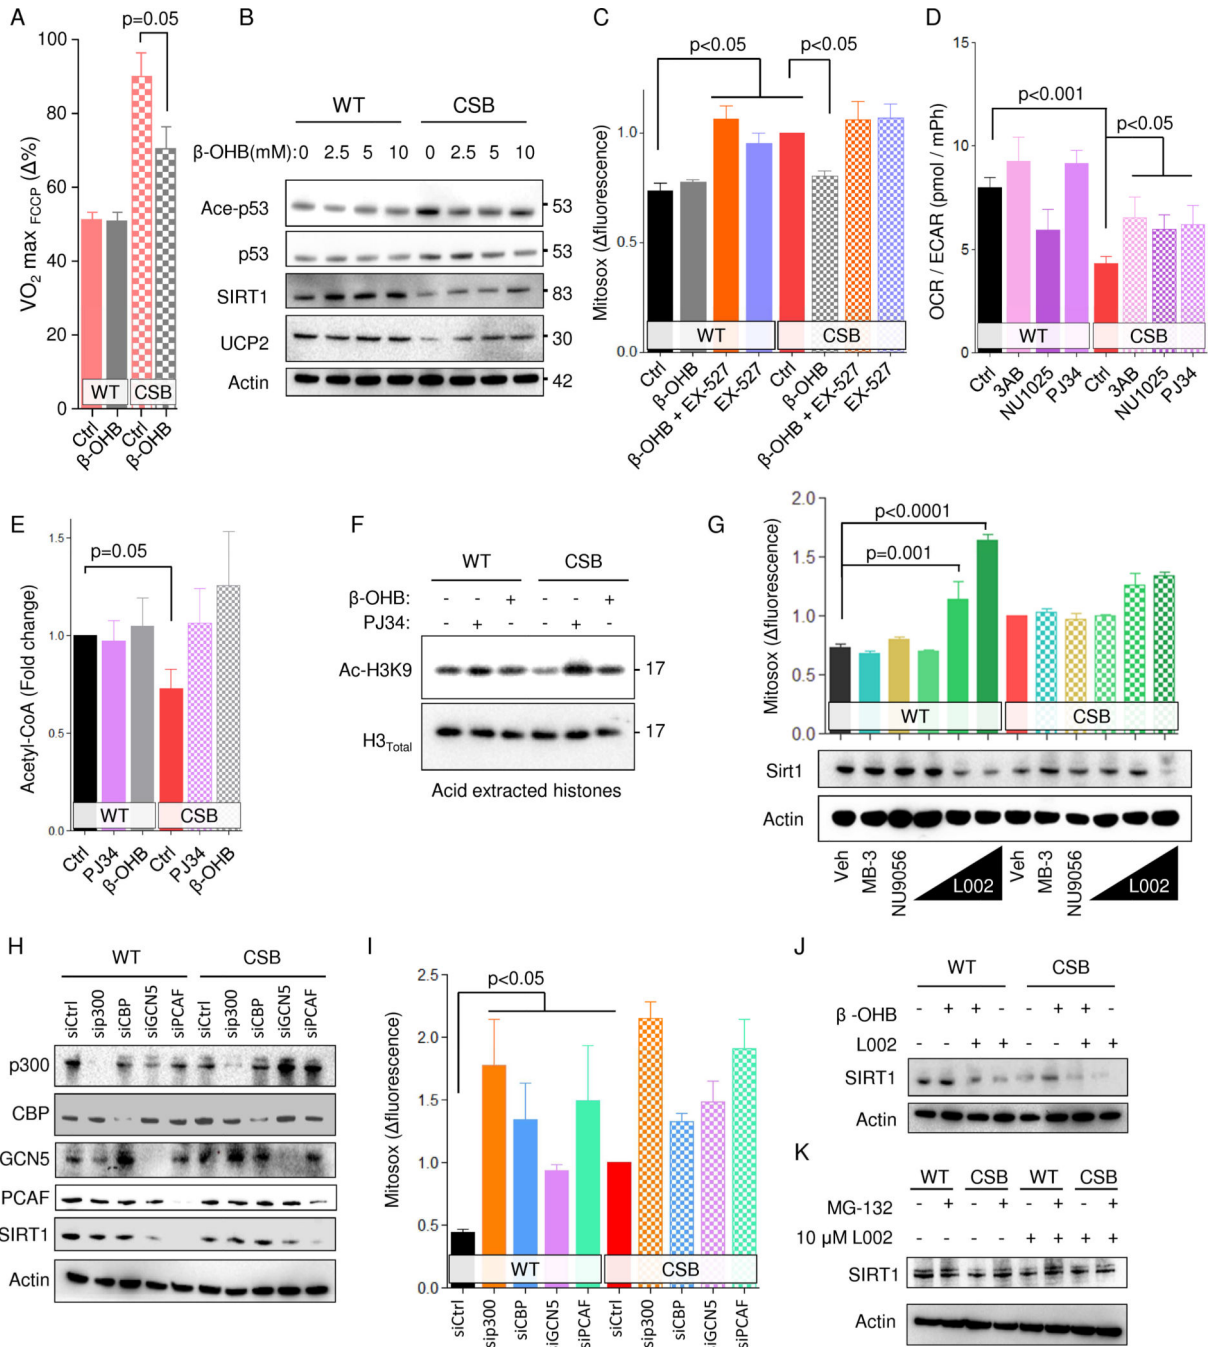 A
p=0.05
VO2 max FCCP (Δ%)
100
80
60
40
20
0
WT CSB
Ctrl
β-OHB
Ctrl
β-OHB
B
WT CSB
β-OHB(mM): 0 2.5 5 10 0 2.5 5 10
Ace-p53 53
p53 53
SIRT1 83
UCP2 30
Actin 42
C
p<0.05 p<0.05
Mitosox (Δfluorescence)
1.0
0.5
0.0
WT CSB
Ctrl
β-OHB
β-OHB + EX-527
EX-527
Ctrl
β-OHB
β-OHB + EX-527
EX-527
D
p<0.001
p<0.05
OCR / ECAR (pmol / mPh)
15
10
5
0
WT CSB
Ctrl
3AB
NU1025
PJ34
Ctrl
3AB
NU1025
PJ34
E
p=0.05
Acetyl-CoA (Fold change)
1.5
1.0
0.5
0.0
WT CSB
Ctrl
PJ34
β-OHB
Ctrl
PJ34
β-OHB
F
WT CSB
β-OHB: - - + - - +
PJ34: - + - - + -
Ac-H3K9 17
H3Total 17
Acid extracted histones
G
p<0.0001
p=0.001
Mitosox (Δfluorescence)
2.0
1.5
1.0
0.5
0.0
WT CSB
Sirt1
Actin
Veh
MB-3
NU9056
L002
Veh
MB-3
NU9056
L002
H
WT CSB
siCtrl
sip300
siCBP
siGCN5
siPCAF
siCtrl
sip300
siCBP
siGCN5
siPCAF
p300
CBP
GCN5
PCAF
SIRT1
Actin
I
p<0.05
Mitosox (Δfluorescence)
2.5
2.0
1.5
1.0
0.5
0.0
WT CSB
siCtrl
sip300
siCBP
siGCN5
siPCAF
siCtrl
sip300
siCBP
siGCN5
siPCAF
J
WT CSB
β -OHB - + + - - + + -
L002 - - + + - - + +
SIRT1
Actin
K
WT CSB WT CSB
MG-132 - + - + - + - +
10 µM L002 - - - - + + + +
SIRT1
Actin